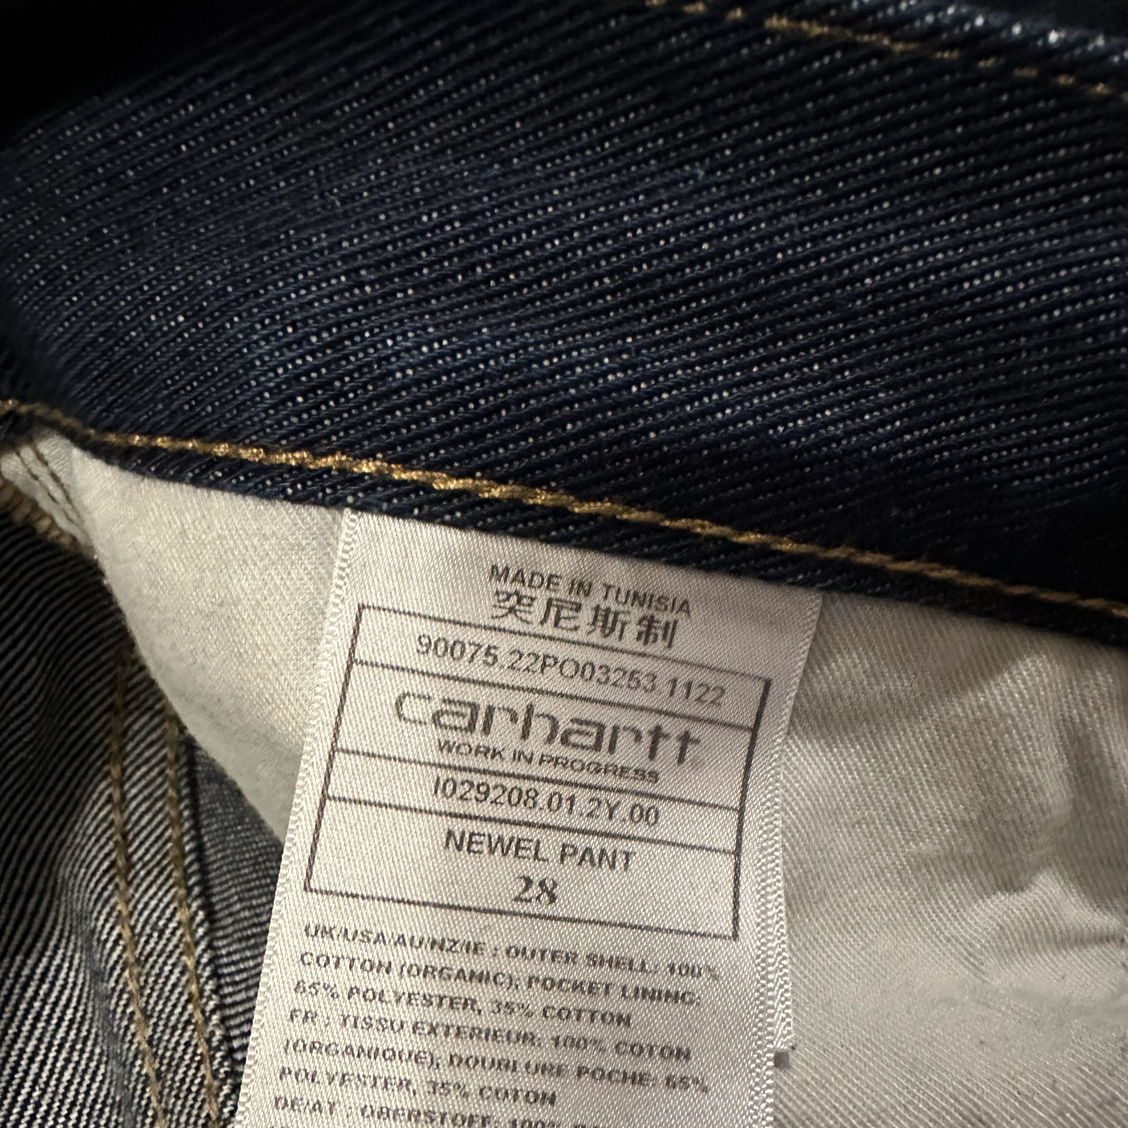 MADE IN TUNISIA
突尼斯制
90075.22PO03253.1122
carhartt
WORK IN PROGRESS
I029208.01.2Y.00
NEWEL PANT
28
UK/USA/AU/NZ/IE : OUTER SHELL: 100%
COTTON (ORGANIC); POCKET LINING:
65% POLYESTER, 35% COTTON
FR : TISSU EXTERIEUR: 100% COTON
(ORGANIQUE); DOUBLURE POCHE: 65%
POLYESTER, 35% COTON
DE/AT : OBERSTOFF: 100%